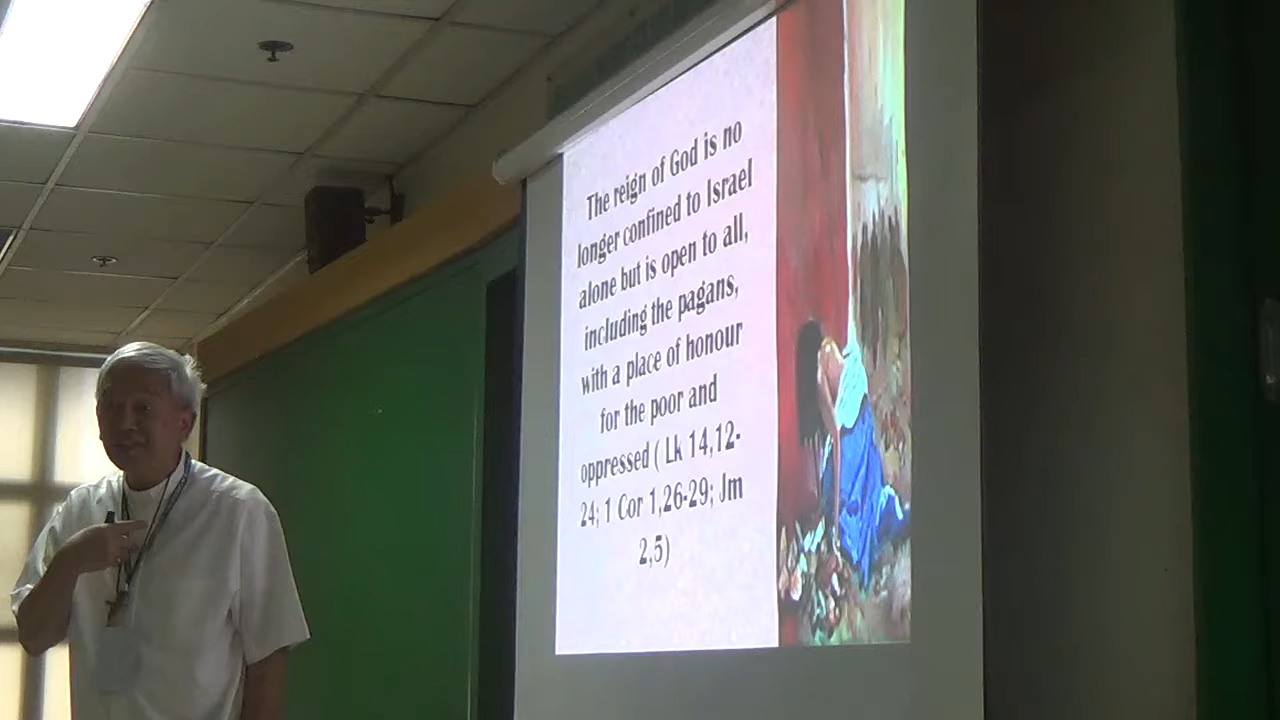 The reign of God is no
longer confined to Israel
alone but is open to all,
including the pagans,
with a place of honour
for the poor and
oppressed ( Lk 14,12-
24; 1 Cor 1,26-29; Jm
2,5)